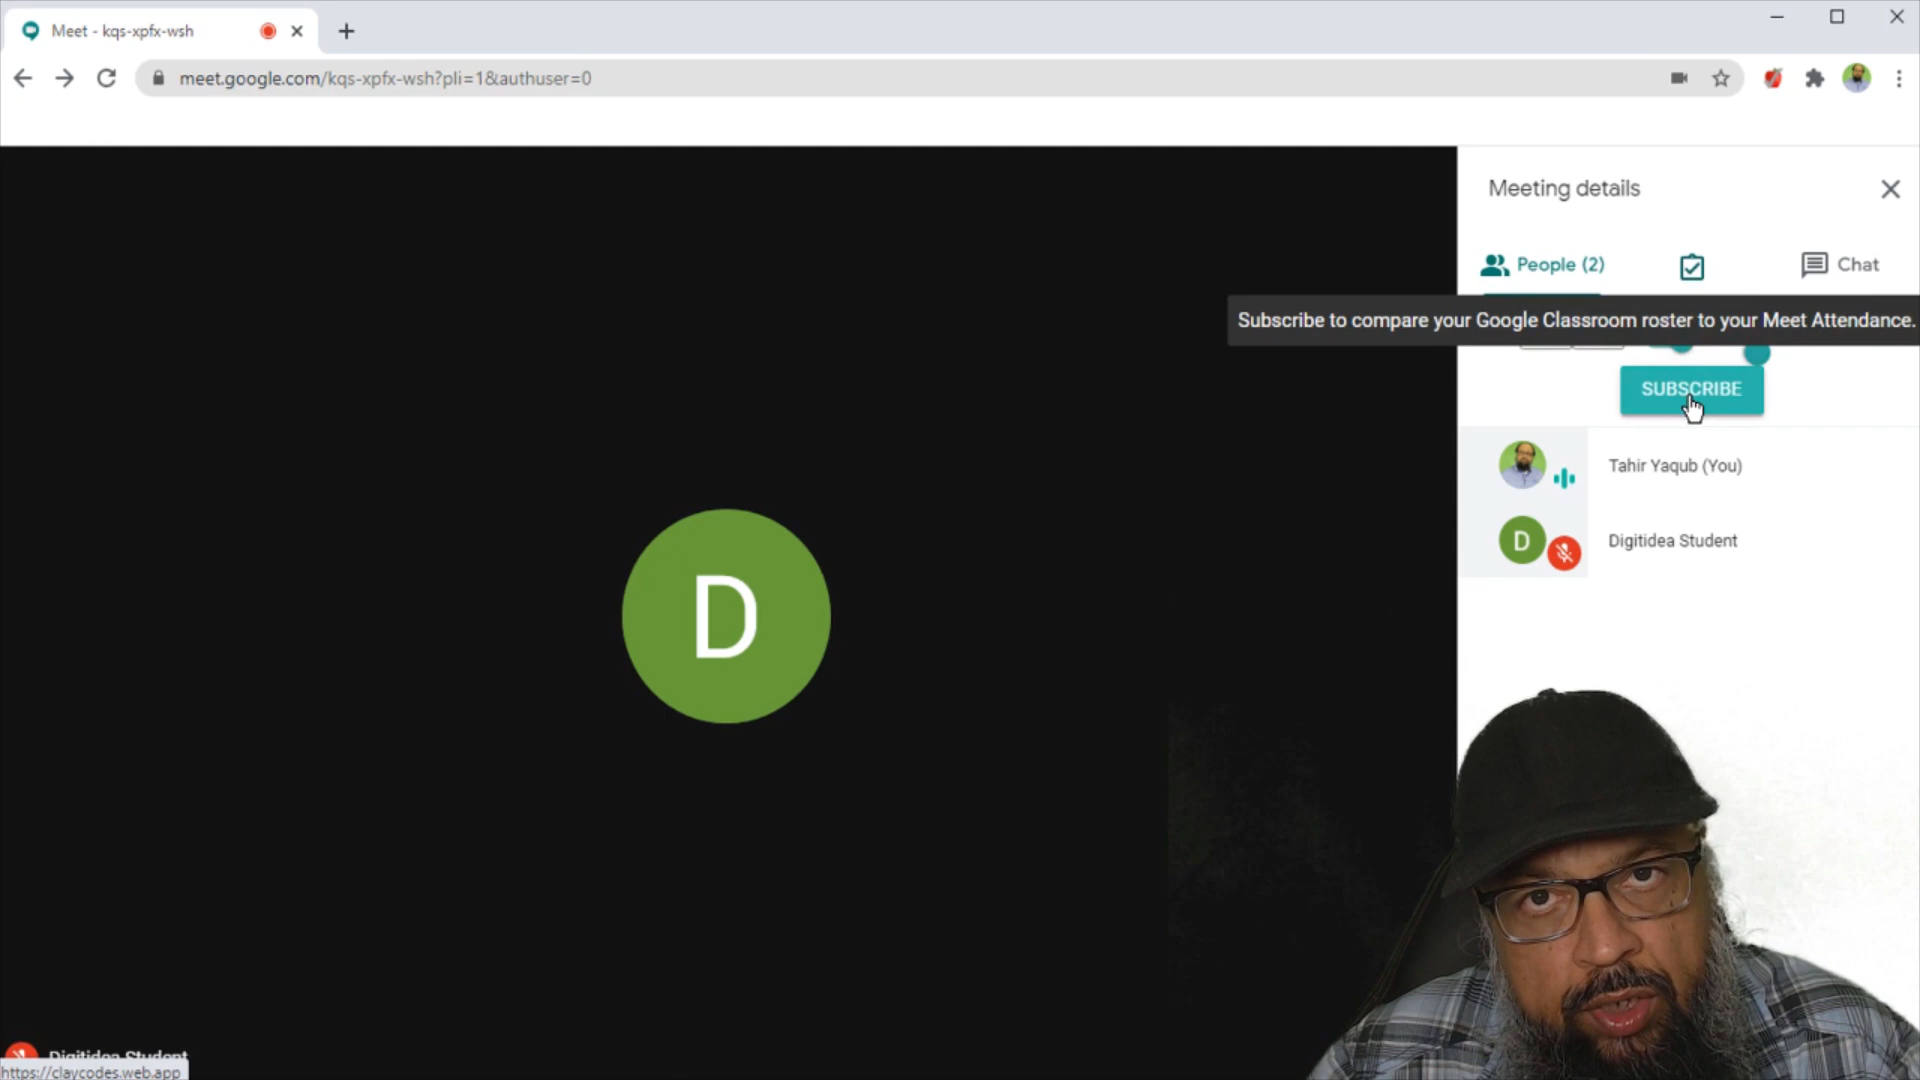 Meet - kqs-xpfx-wsh
meet.google.com/kqs-xpfx-wsh?pli=1&authuser=0
Meeting details
People (2)
Chat
Subscribe to compare your Google Classroom roster to your Meet Attendance.
SUBSCRIBE
Tahir Yaqub (You)
D
Digitidea Student
D
Digitidea Student
https://claycodes.web.app